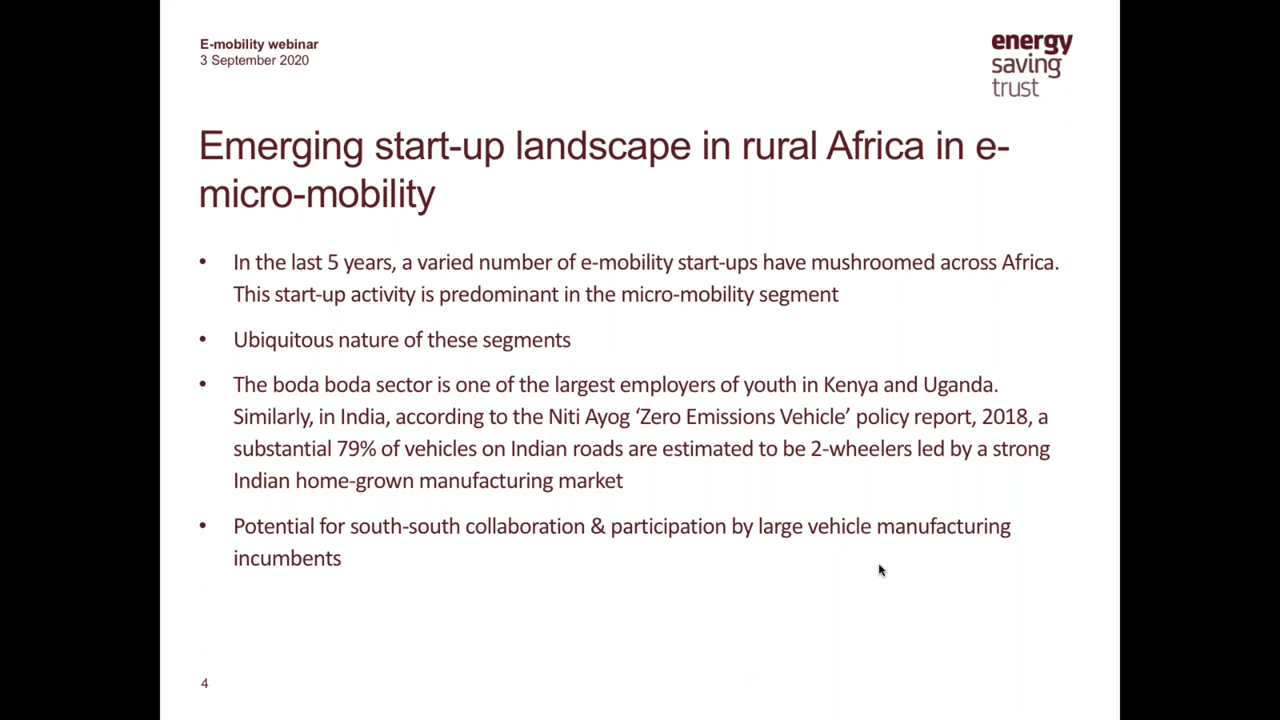 E-mobility webinar
3 September 2020
energy
saving
trust
Emerging start-up landscape in rural Africa in e-
micro-mobility
• In the last 5 years, a varied number of e-mobility start-ups have mushroomed across Africa.
This start-up activity is predominant in the micro-mobility segment
• Ubiquitous nature of these segments
• The boda boda sector is one of the largest employers of youth in Kenya and Uganda.
Similarly, in India, according to the Niti Ayog ‘Zero Emissions Vehicle’ policy report, 2018, a
substantial 79% of vehicles on Indian roads are estimated to be 2-wheelers led by a strong
Indian home-grown manufacturing market
• Potential for south-south collaboration & participation by large vehicle manufacturing
incumbents
4